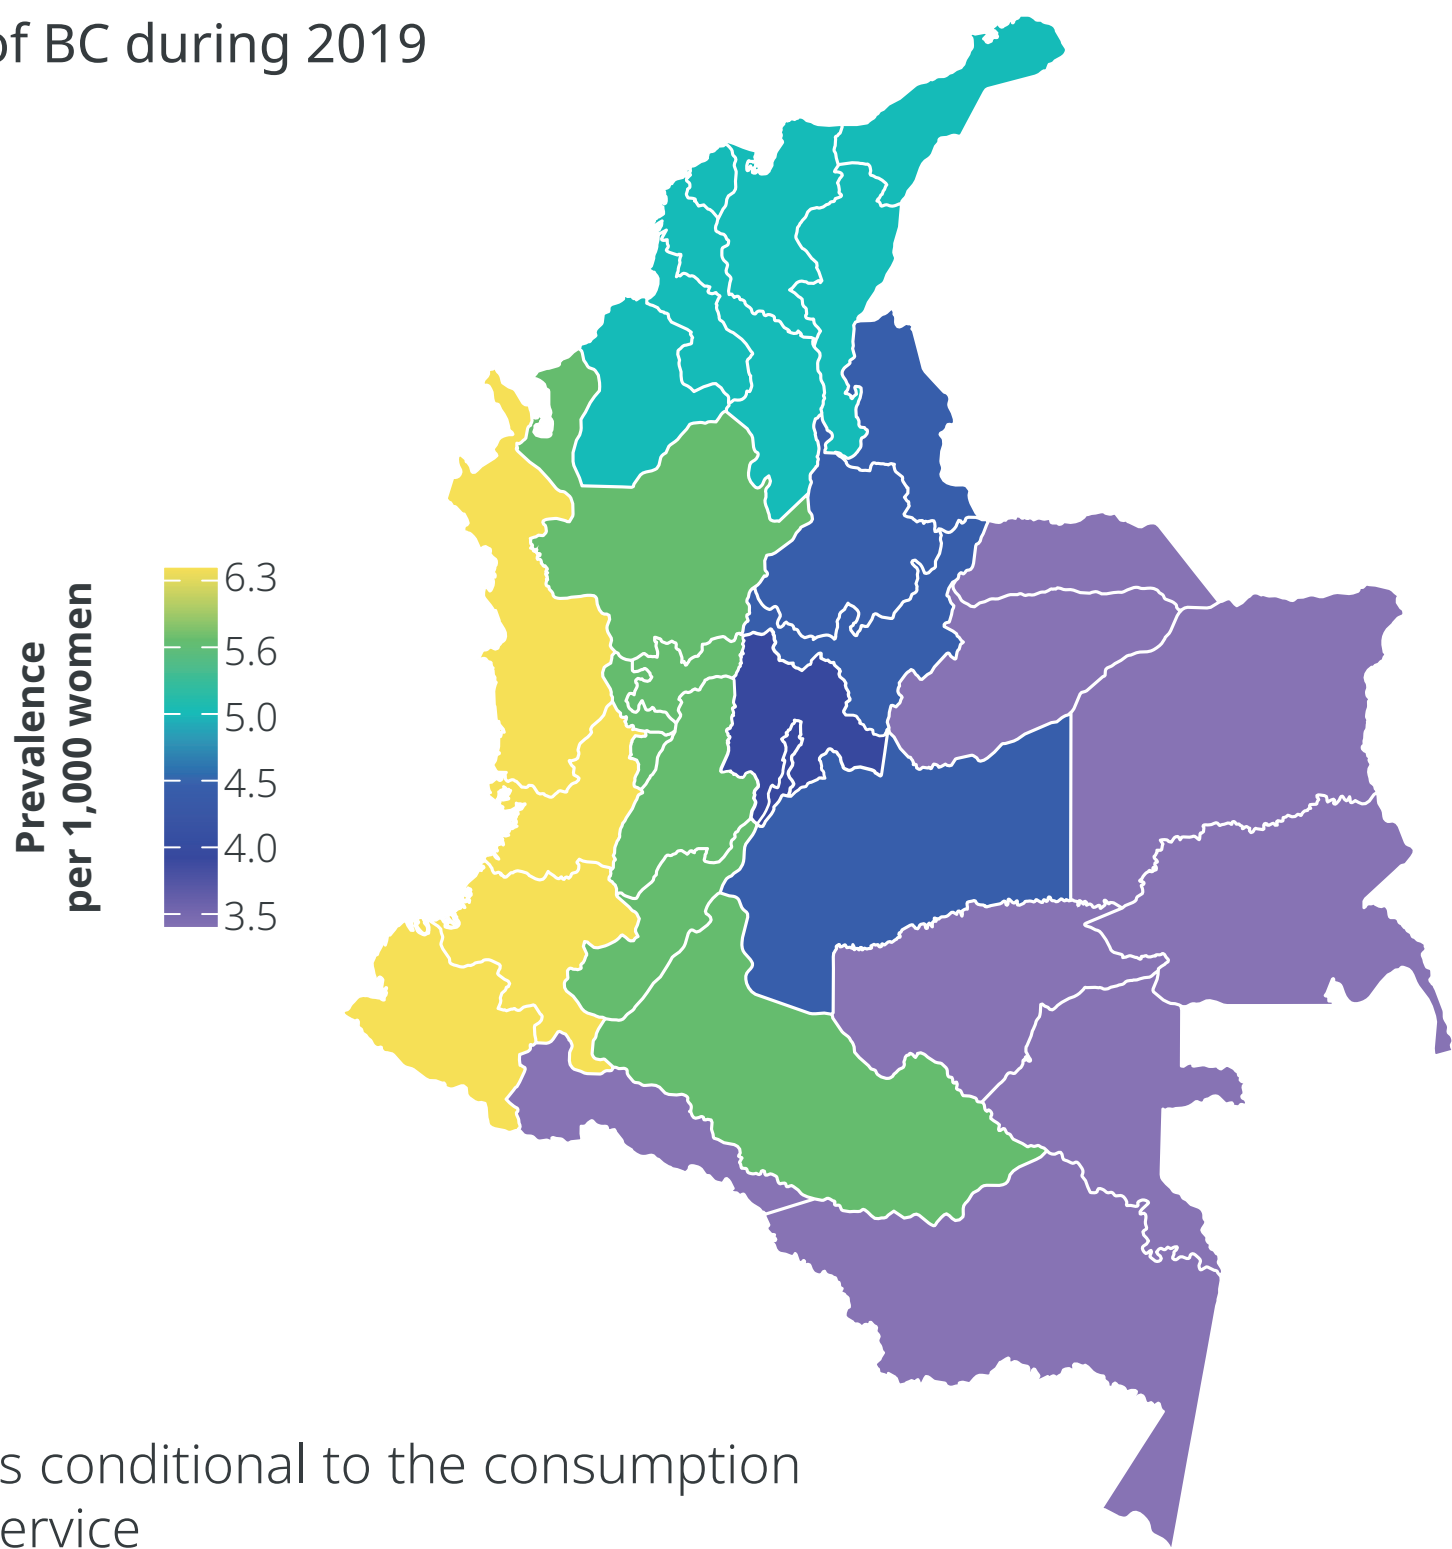 of BC during 2019
Prevalence
per 1,000 women
6.3
5.6
5.0
4.5
4.0
3.5
s conditional to the consumption
ervice